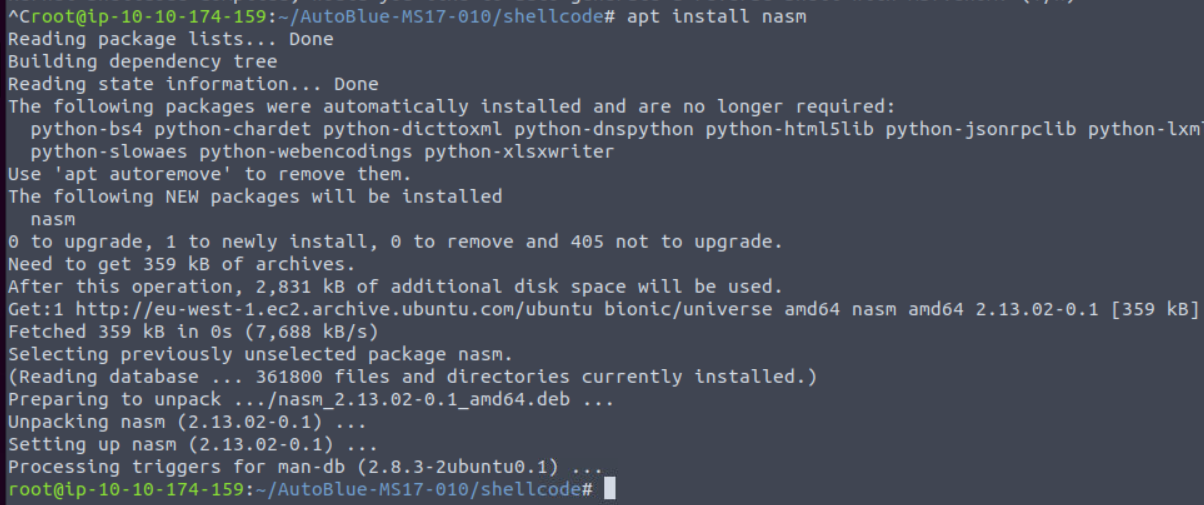 ^Croot@ip-10-10-174-159:~/AutoBlue-MS17-010/shellcode# apt install nasm
Reading package lists... Done
Building dependency tree
Reading state information... Done
The following packages were automatically installed and are no longer required:
  python-bs4 python-chardet python-dicttoxml python-dnspython python-html5lib python-jsonrpclib python-lxml
  python-slowaes python-webencodings python-xlsxwriter
Use 'apt autoremove' to remove them.
The following NEW packages will be installed
  nasm
0 to upgrade, 1 to newly install, 0 to remove and 405 not to upgrade.
Need to get 359 kB of archives.
After this operation, 2,831 kB of additional disk space will be used.
Get:1 http://eu-west-1.ec2.archive.ubuntu.com/ubuntu bionic/universe amd64 nasm amd64 2.13.02-0.1 [359 kB]
Fetched 359 kB in 0s (7,688 kB/s)
Selecting previously unselected package nasm.
(Reading database ... 361800 files and directories currently installed.)
Preparing to unpack .../nasm_2.13.02-0.1_amd64.deb ...
Unpacking nasm (2.13.02-0.1) ...
Setting up nasm (2.13.02-0.1) ...
Processing triggers for man-db (2.8.3-2ubuntu0.1) ...
root@ip-10-10-174-159:~/AutoBlue-MS17-010/shellcode#